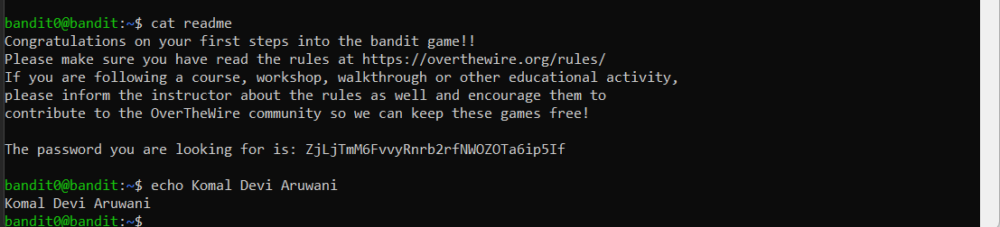 bandit0@bandit:~$ cat readme
Congratulations on your first steps into the bandit game!!
Please make sure you have read the rules at https://overthewire.org/rules/
If you are following a course, workshop, walkthrough or other educational activity,
please inform the instructor about the rules as well and encourage them to
contribute to the OverTheWire community so we can keep these games free!
The password you are looking for is: ZjLjTmM6FvvyRnrb2rfNWOZOTa6ip5If
bandit0@bandit:~$ echo Komal Devi Aruwani
Komal Devi Aruwani
bandit0@bandit:~$